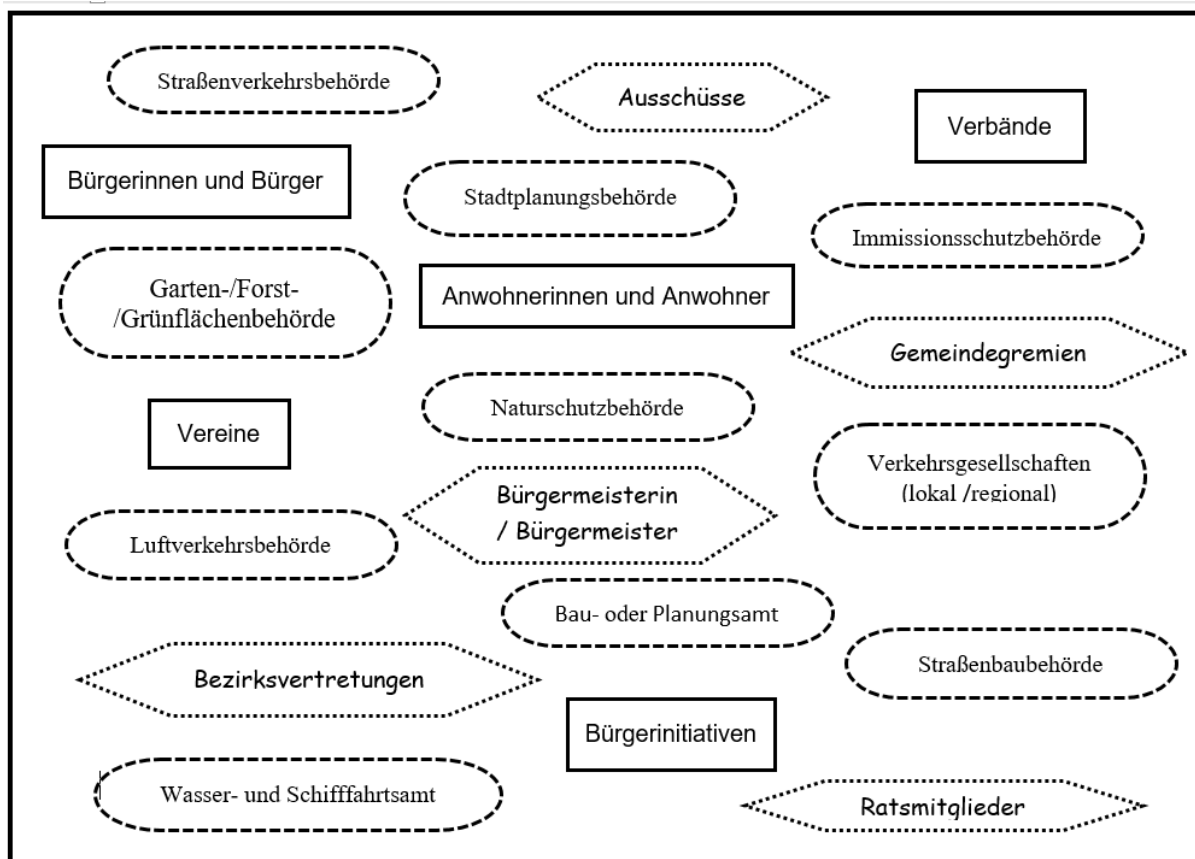 Straßenverkehrsbehörde
Ausschüsse
Verbände
Bürgerinnen und Bürger
Stadtplanungsbehörde
Immissionsschutzbehörde
Garten-/Forst-
/Grünflächenbehörde
Anwohnerinnen und Anwohner
Gemeindegremien
Naturschutzbehörde
Vereine
Verkehrsgesellschaften
(lokal /regional)
Bürgermeisterin
/ Bürgermeister
Luftverkehrsbehörde
Bau- oder Planungsamt
Straßenbaubehörde
Bezirksvertretungen
Bürgerinitiativen
Wasser- und Schifffahrtsamt
Ratsmitglieder